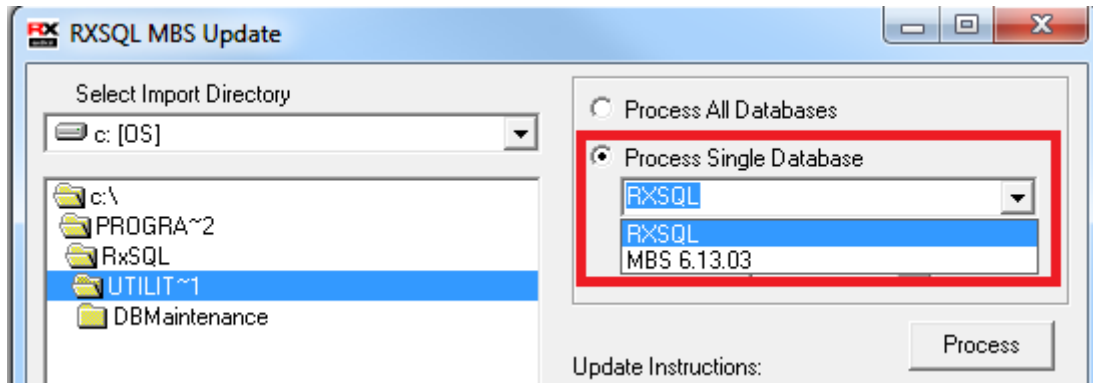 RX RXSQL MBS Update
Select Import Directory
c: [OS]
c:\
PROGRA~2
RxSQL
UTILIT~1
DBMaintenance
Process All Databases
Process Single Database
RXSQL
RXSQL
MBS 6.13.03
Process
Update Instructions: